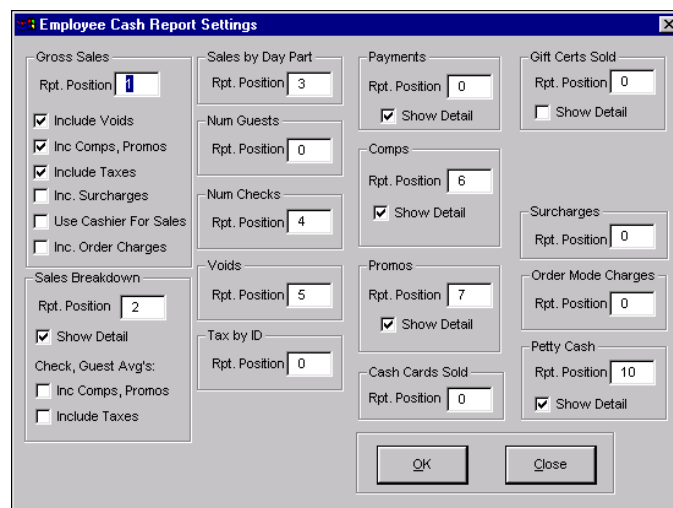 Employee Cash Report Settings
Gross Sales
Rpt. Position 1
Include Voids
Inc Comps, Promos
Include Taxes
Inc. Surcharges
Use Cashier For Sales
Inc. Order Charges
Sales Breakdown
Rpt. Position 2
Show Detail
Check, Guest Avg's:
Inc Comps, Promos
Include Taxes
Sales by Day Part
Rpt. Position 3
Num Guests
Rpt. Position 0
Num Checks
Rpt. Position 4
Voids
Rpt. Position 5
Tax by ID
Rpt. Position 0
Payments
Rpt. Position 0
Show Detail
Comps
Rpt. Position 6
Show Detail
Promos
Rpt. Position 7
Show Detail
Cash Cards Sold
Rpt. Position 0
Gift Certs Sold
Rpt. Position 0
Show Detail
Surcharges
Rpt. Position 0
Order Mode Charges
Rpt. Position 0
Petty Cash
Rpt. Position 10
Show Detail
OK
Close